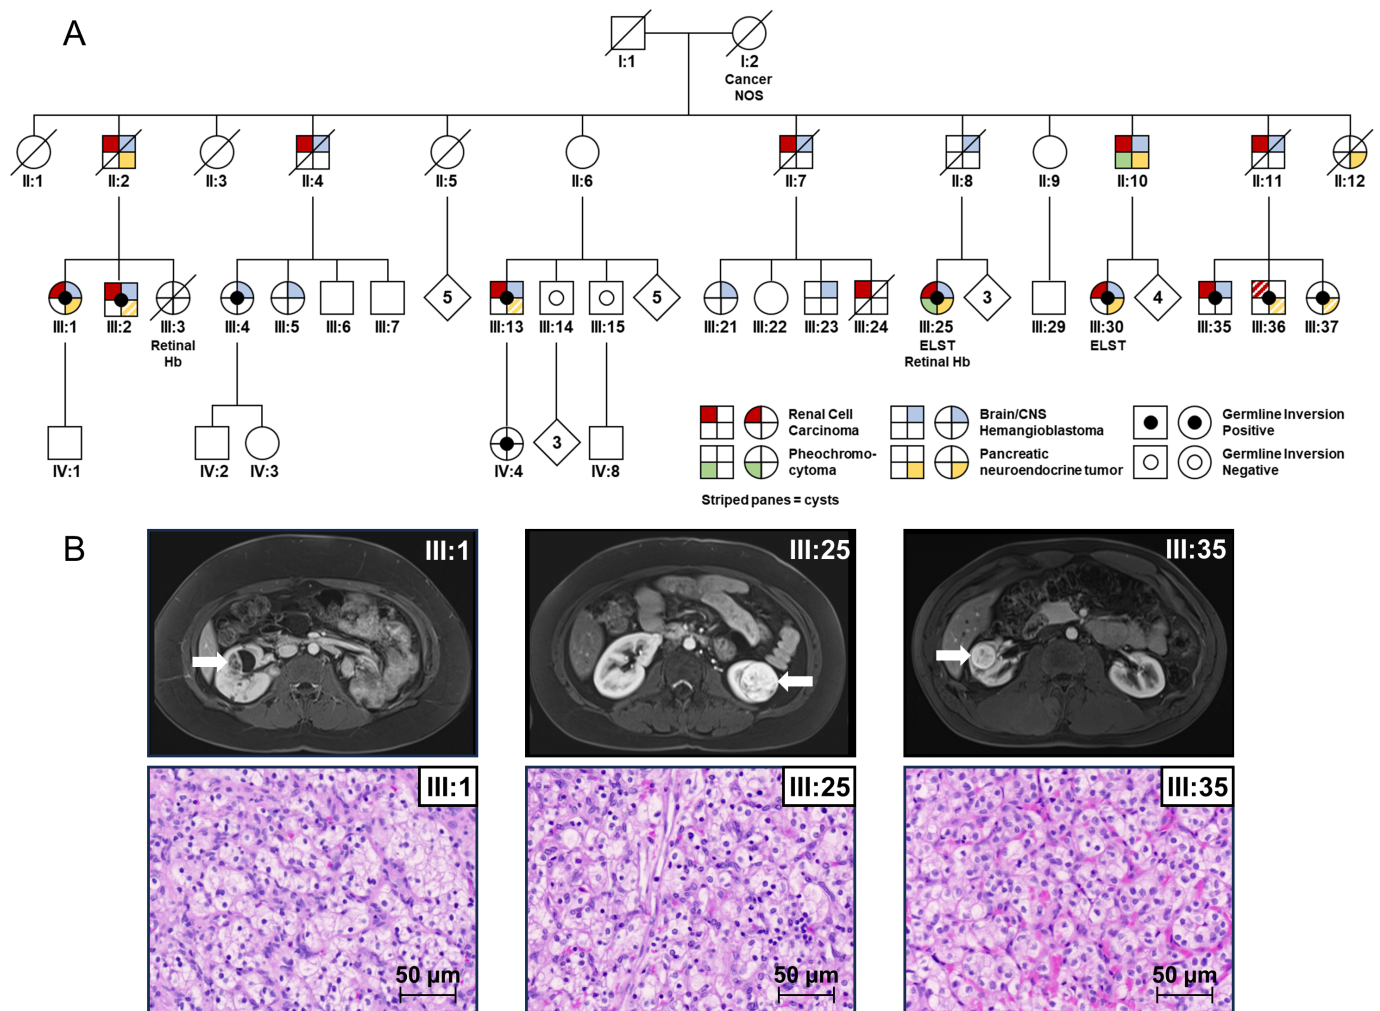 A
I:1
I:2
Cancer
NOS
II:1
II:2
II:3
II:4
II:5
II:6
II:7
II:8
II:9
II:10
II:11
II:12
5
5
3
4
III:1
III:2
III:3
III:4
III:5
III:6
III:7
III:13
III:14
III:15
III:21
III:22
III:23
III:24
III:25
III:29
III:30
III:35
III:36
III:37
Retinal
Hb
ELST
Retinal Hb
ELST
3
IV:1
IV:2
IV:3
IV:4
IV:8
Renal Cell
Carcinoma
Brain/CNS
Hemangioblastoma
Germline Inversion
Positive
Pheochromo-
cytoma
Pancreatic
neuroendocrine tumor
Germline Inversion
Negative
Striped panes = cysts
B
III:1
III:25
III:35
III:1
III:25
III:35
50 µm
50 µm
50 µm